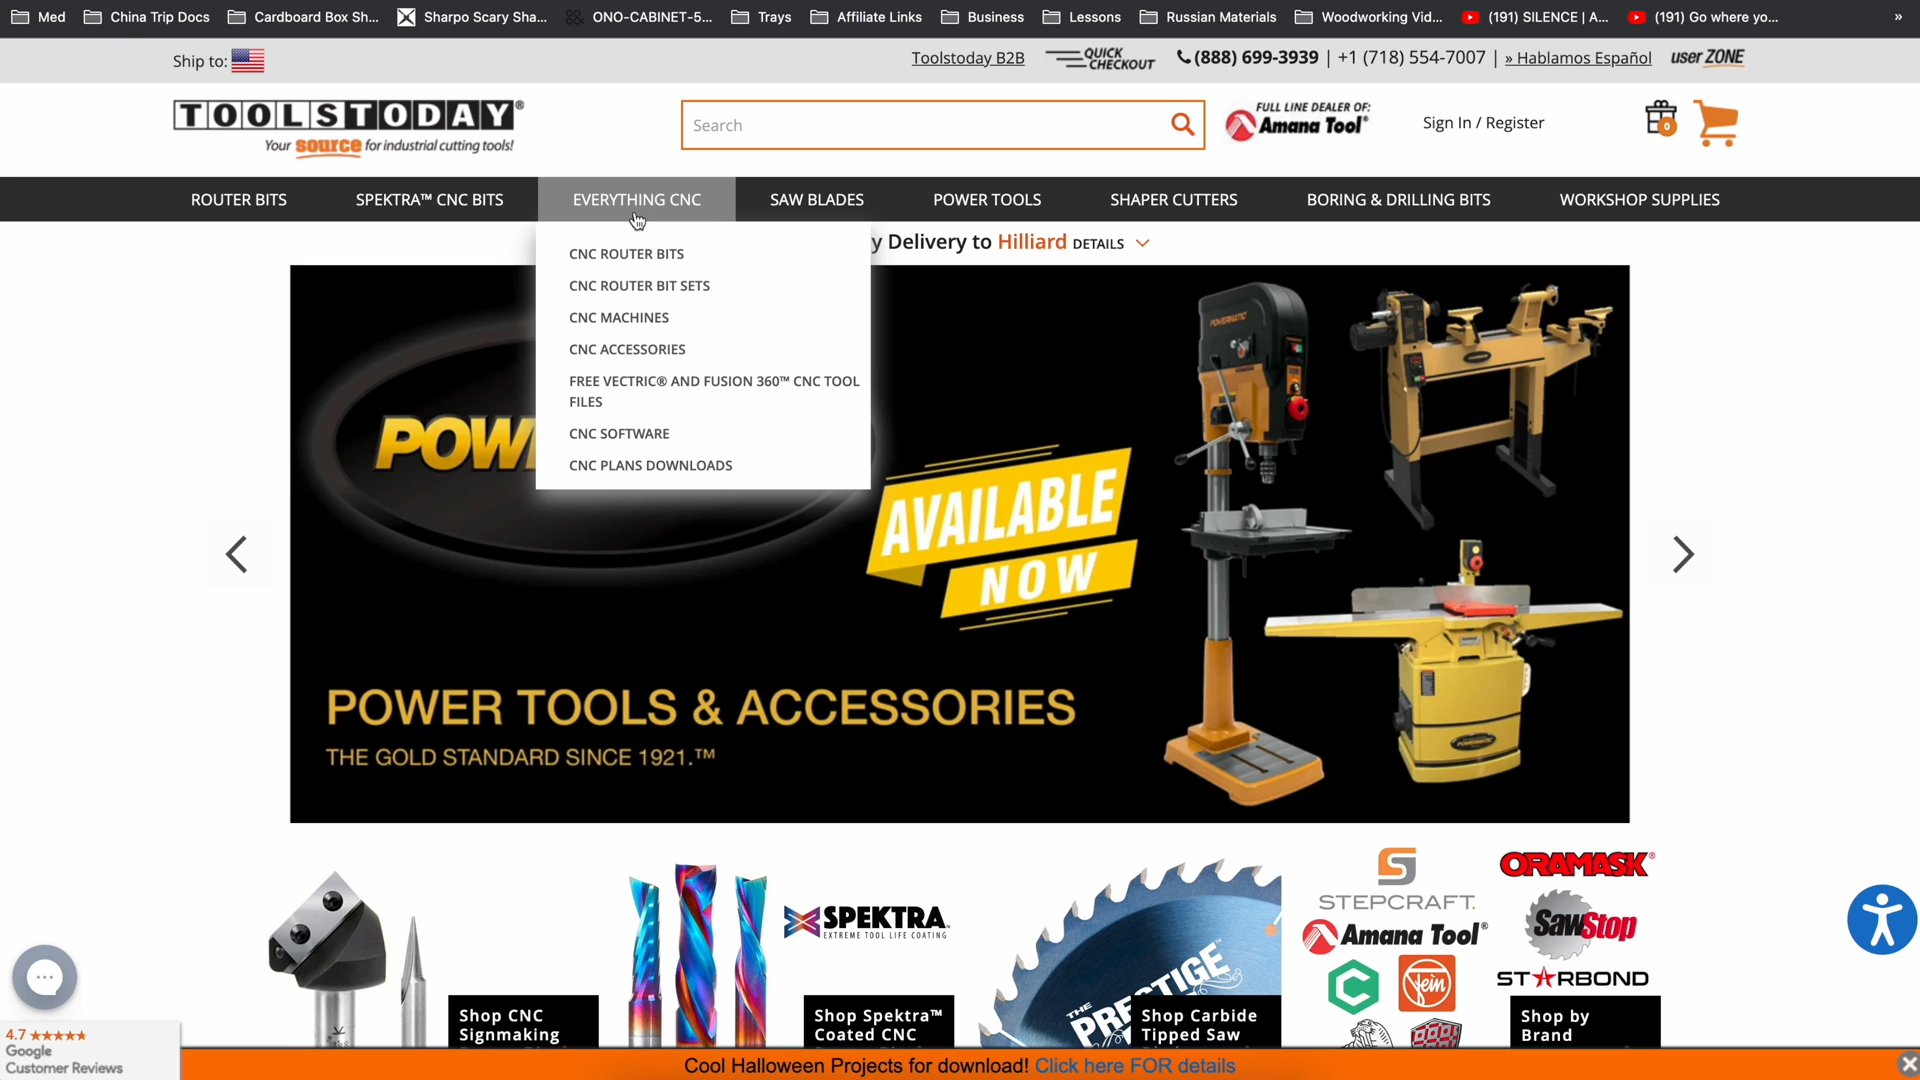 Med China Trip Docs Cardboard Box Sh... Sharpo Scary Sha... ONO-CABINET-5... Trays Affiliate Links Business Lessons Russian Materials Woodworking Vid... (191) SILENCE | A... (191) Go where yo... »
Ship to: Toolstoday B2B QUICK CHECKOUT (888) 699-3939 | +1 (718) 554-7007 | » Hablamos Español user ZONE
TOOLSTODAY®
Your source for industrial cutting tools!
Search
FULL LINE DEALER OF:
Amana Tool®
Sign In / Register
0
ROUTER BITS SPEKTRA™ CNC BITS EVERYTHING CNC SAW BLADES POWER TOOLS SHAPER CUTTERS BORING & DRILLING BITS WORKSHOP SUPPLIES
y Delivery to Hilliard DETAILS
CNC ROUTER BITS
CNC ROUTER BIT SETS
CNC MACHINES
CNC ACCESSORIES
FREE VECTRIC® AND FUSION 360™ CNC TOOL
FILES
CNC SOFTWARE
CNC PLANS DOWNLOADS
POW
POWERMATIC
AVAILABLE
NOW
POWER TOOLS & ACCESSORIES
THE GOLD STANDARD SINCE 1921.™
POWERMATIC
Shop CNC
Signmaking
SPEKTRA™
EXTREME TOOL LIFE COATING
Shop Spektra™
Coated CNC
THE PRESTIGE™
Shop Carbide
Tipped Saw
STEPCRAFT.
ORAMASK®
Amana Tool®
SawStop
Fein
STARBOND
Shop by
Brand
4.7
Google
Customer Reviews
Cool Halloween Projects for download! Click here FOR details